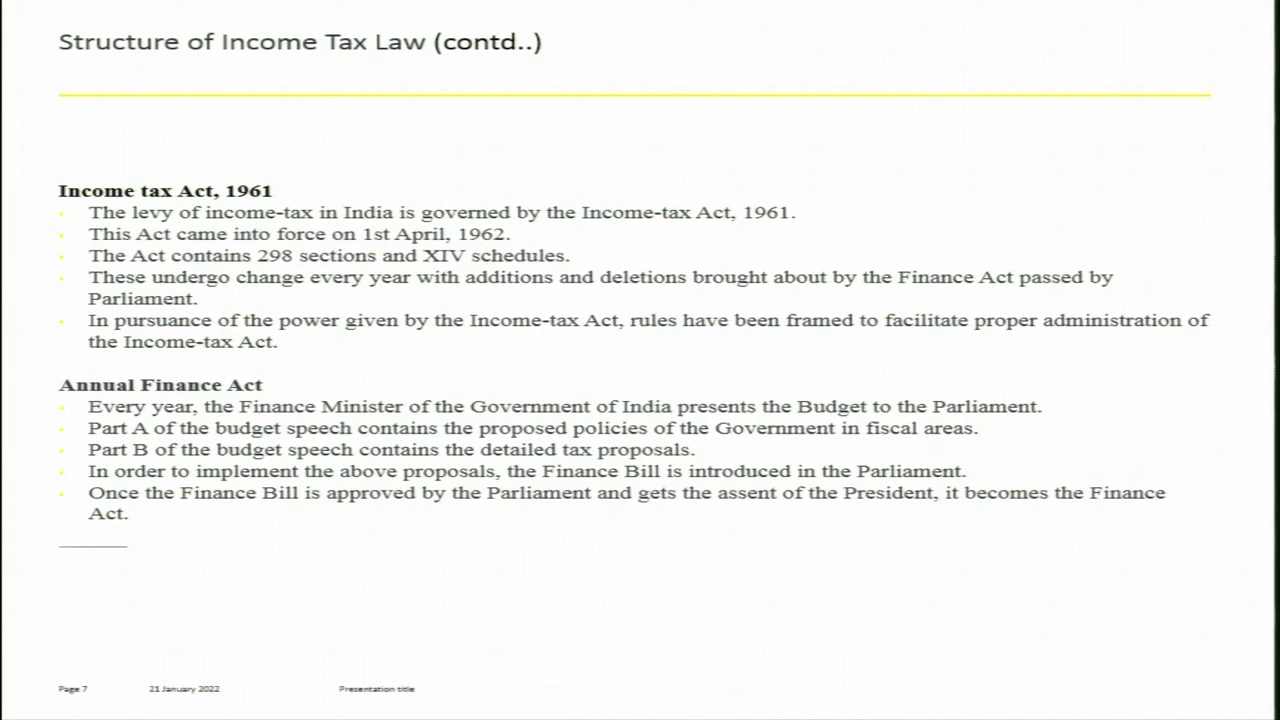 Structure of Income Tax Law (contd..)
Income tax Act, 1961
The levy of income-tax in India is governed by the Income-tax Act, 1961.
This Act came into force on 1st April, 1962.
The Act contains 298 sections and XIV schedules.
These undergo change every year with additions and deletions brought about by the Finance Act passed by
Parliament.
In pursuance of the power given by the Income-tax Act, rules have been framed to facilitate proper administration of
the Income-tax Act.
Annual Finance Act
Every year, the Finance Minister of the Government of India presents the Budget to the Parliament.
Part A of the budget speech contains the proposed policies of the Government in fiscal areas.
Part B of the budget speech contains the detailed tax proposals.
In order to implement the above proposals, the Finance Bill is introduced in the Parliament.
Once the Finance Bill is approved by the Parliament and gets the assent of the President, it becomes the Finance
Act.
Page 7 21 January 2022 Presentation title